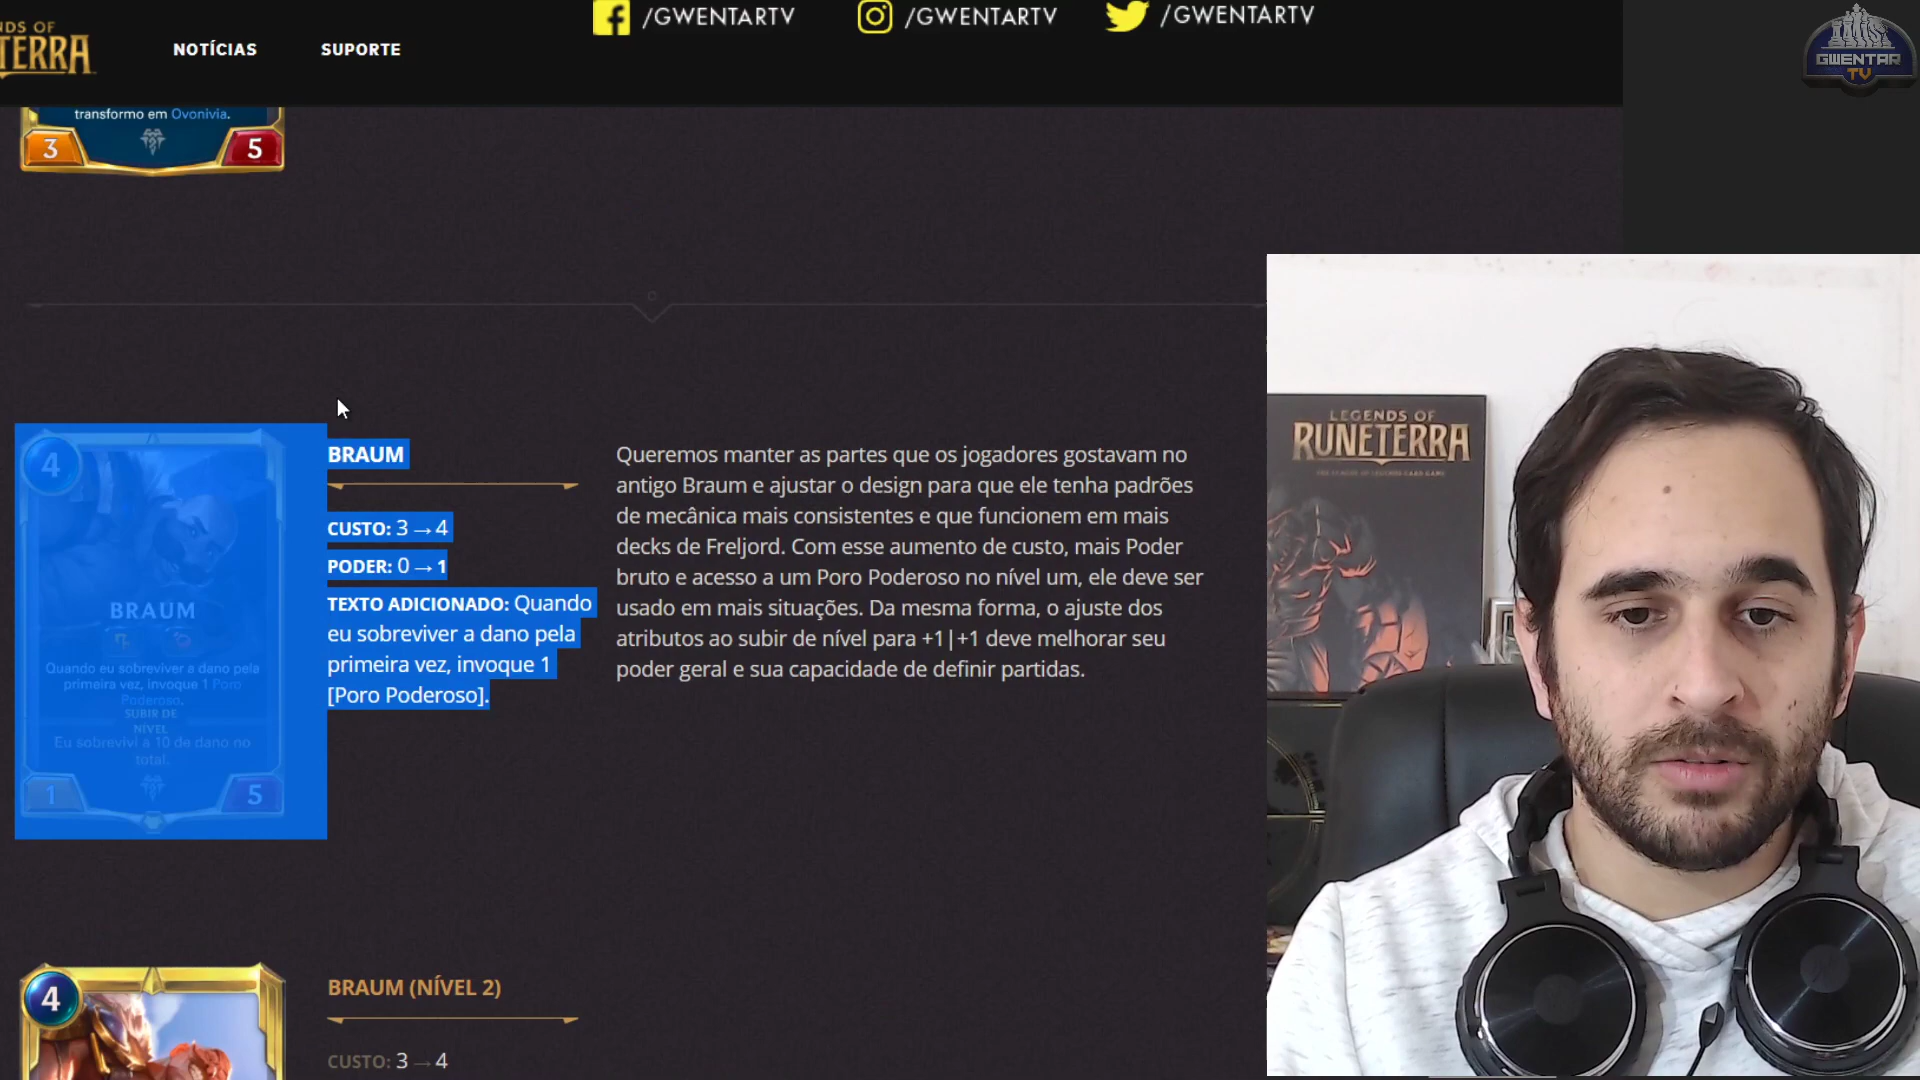 NDS OF
TERRA
NOTÍCIAS
SUPORTE
/GWENTARTV
/GWENTARTV
/GWENTARTV
GWENTAR
TV
transformo em Ovonivia.
3
5
4
BRAUM
Quando eu sobreviver a dano pela
primeira vez, invoque 1 Poro
Poderoso.
SUBIR DE
NÍVEL
Eu sobrevivi a 10 de dano no
total.
1
5
BRAUM
CUSTO: 3→4
PODER: 0→1
TEXTO ADICIONADO: Quando
eu sobreviver a dano pela
primeira vez, invoque 1
[Poro Poderoso].
Queremos manter as partes que os jogadores gostavam no
antigo Braum e ajustar o design para que ele tenha padrões
de mecânica mais consistentes e que funcionem em mais
decks de Freljord. Com esse aumento de custo, mais Poder
bruto e acesso a um Poro Poderoso no nível um, ele deve ser
usado em mais situações. Da mesma forma, o ajuste dos
atributos ao subir de nível para +1|+1 deve melhorar seu
poder geral e sua capacidade de definir partidas.
LEGENDS OF
RUNETERRA
4
BRAUM (NÍVEL 2)
CUSTO: 3→4